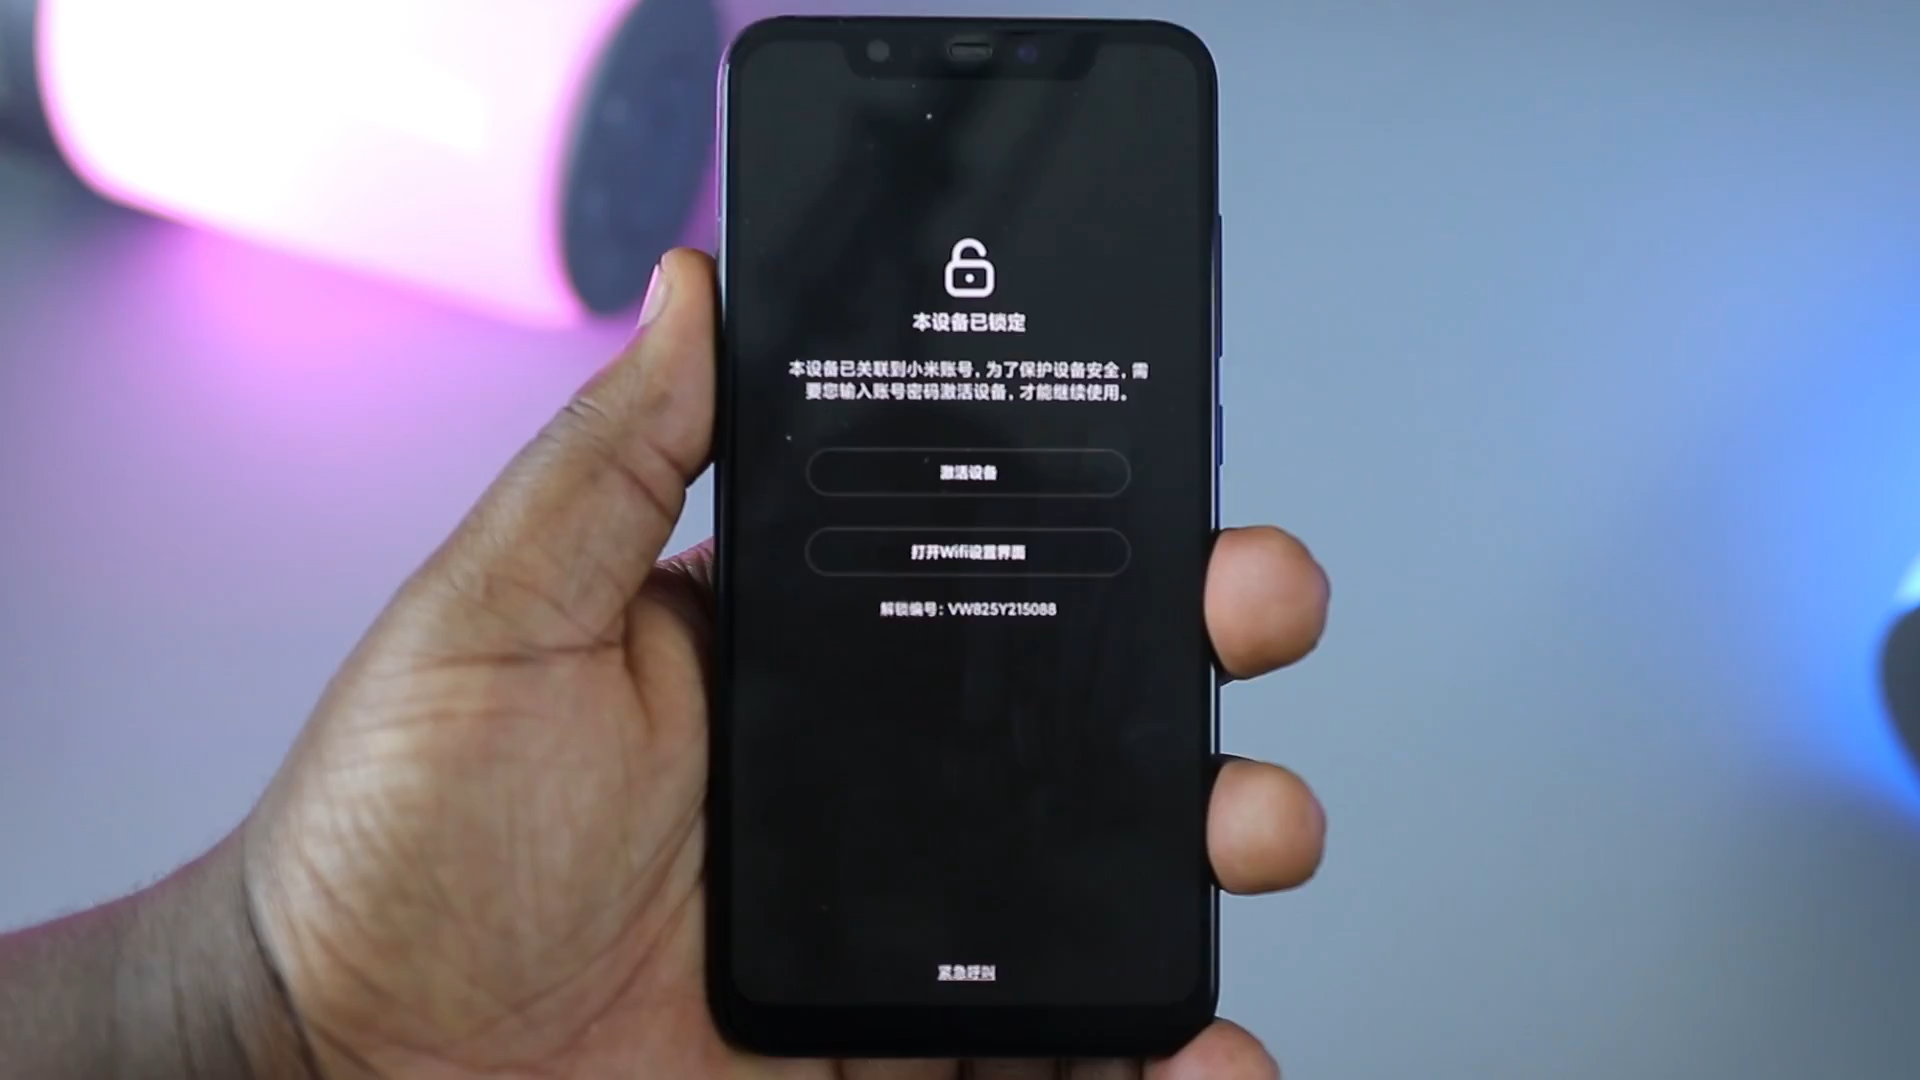 本设备已锁定
本设备已关联到小米账号，为了保护设备安全，需
要您输入账号密码激活设备，才能继续使用。
激活设备
打开Wifi设置界面
解锁编号：VW825Y215088
紧急呼叫